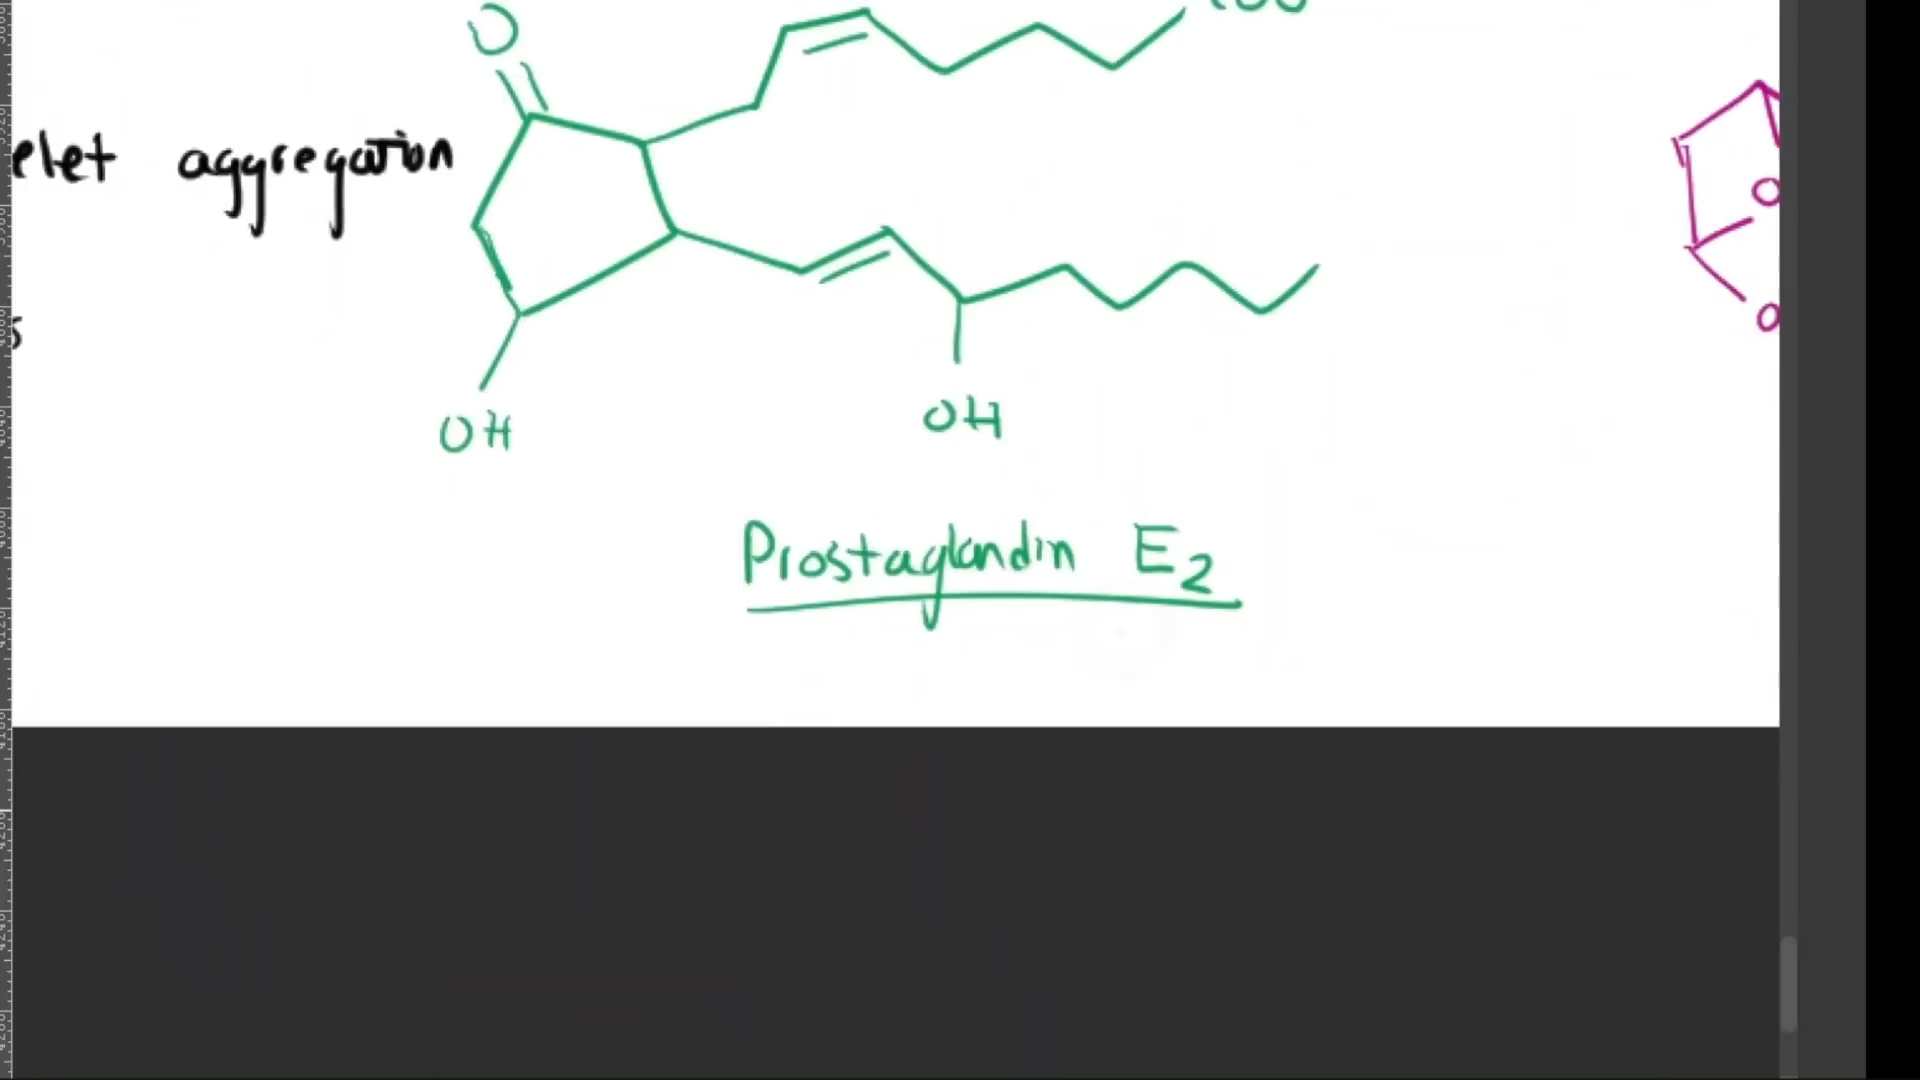 O
elet aggregation
O
O
OH
OH
Prostaglandin E2